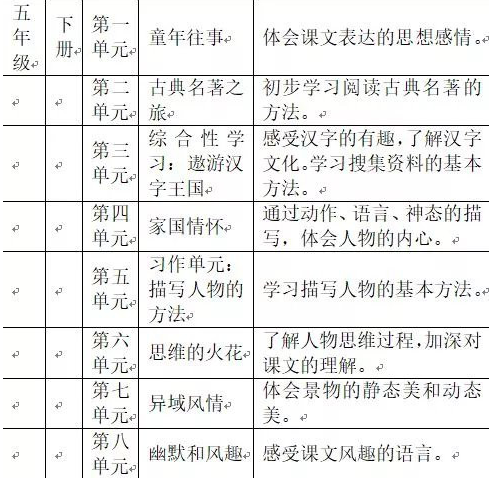 五年级 下册 第一单元 童年往事 体会课文表达的思想感情。
第二单元 古典名著之旅 初步学习阅读古典名著的方法。
第三单元 综合性学习：遨游汉字王国 感受汉字的有趣，了解汉字文化。学习搜集资料的基本方法。
第四单元 家国情怀 通过动作、语言、神态的描写，体会人物的内心。
第五单元 习作单元：描写人物的方法 学习描写人物的基本方法。
第六单元 思维的火花 了解人物思维过程，加深对课文的理解。
第七单元 异域风情 体会景物的静态美和动态美。
第八单元 幽默和风趣 感受课文风趣的语言。